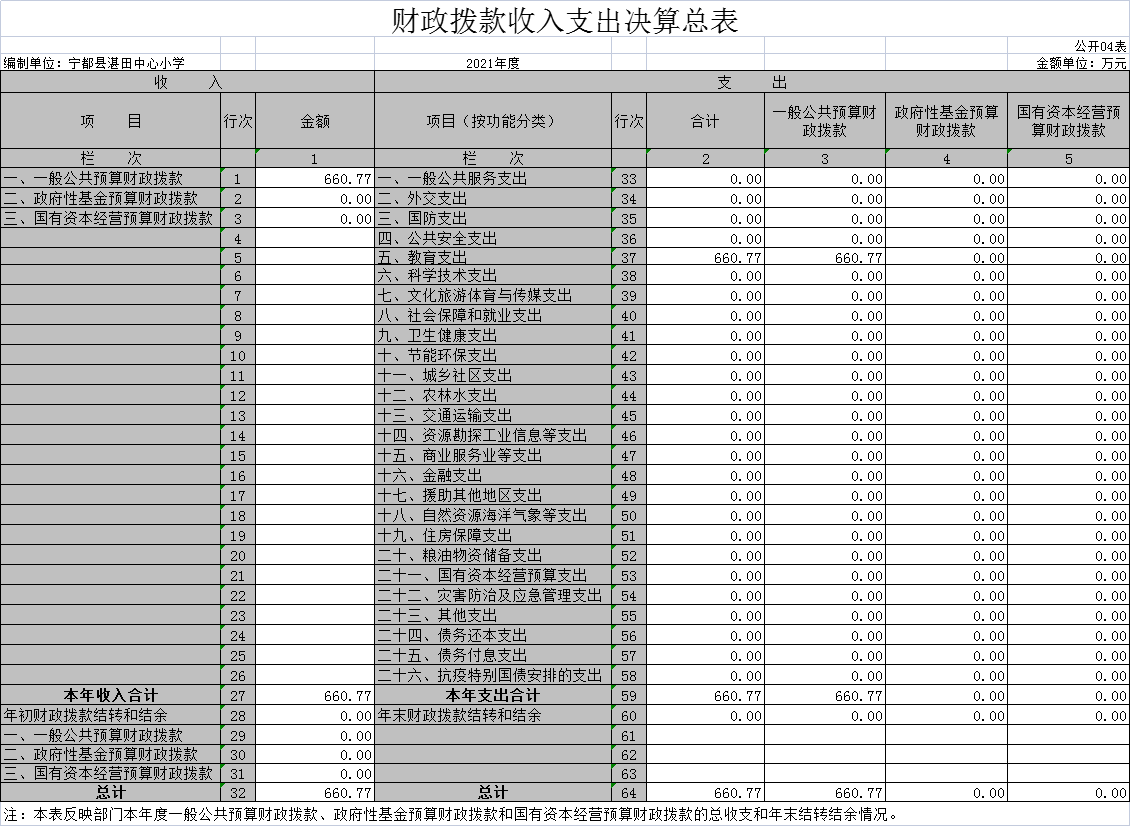 财政拨款收入支出决算总表
公开04表
编制单位：宁都县湛田中心小学 2021年度 金额单位：万元
收 入 支 出
项 目 行次 金额 项目（按功能分类） 行次 合计 一般公共预算财政拨款 政府性基金预算财政拨款 国有资本经营预算财政拨款
栏 次 1 栏 次 2 3 4 5
一、一般公共预算财政拨款 1 660.77 一、一般公共服务支出 33 0.00 0.00 0.00 0.00
二、政府性基金预算财政拨款 2 0.00 二、外交支出 34 0.00 0.00 0.00 0.00
三、国有资本经营预算财政拨款 3 0.00 三、国防支出 35 0.00 0.00 0.00 0.00
4 四、公共安全支出 36 0.00 0.00 0.00 0.00
5 五、教育支出 37 660.77 660.77 0.00 0.00
6 六、科学技术支出 38 0.00 0.00 0.00 0.00
7 七、文化旅游体育与传媒支出 39 0.00 0.00 0.00 0.00
8 八、社会保障和就业支出 40 0.00 0.00 0.00 0.00
9 九、卫生健康支出 41 0.00 0.00 0.00 0.00
10 十、节能环保支出 42 0.00 0.00 0.00 0.00
11 十一、城乡社区支出 43 0.00 0.00 0.00 0.00
12 十二、农林水支出 44 0.00 0.00 0.00 0.00
13 十三、交通运输支出 45 0.00 0.00 0.00 0.00
14 十四、资源勘探工业信息等支出 46 0.00 0.00 0.00 0.00
15 十五、商业服务业等支出 47 0.00 0.00 0.00 0.00
16 十六、金融支出 48 0.00 0.00 0.00 0.00
17 十七、援助其他地区支出 49 0.00 0.00 0.00 0.00
18 十八、自然资源海洋气象等支出 50 0.00 0.00 0.00 0.00
19 十九、住房保障支出 51 0.00 0.00 0.00 0.00
20 二十、粮油物资储备支出 52 0.00 0.00 0.00 0.00
21 二十一、国有资本经营预算支出 53 0.00 0.00 0.00 0.00
22 二十二、灾害防治及应急管理支出 54 0.00 0.00 0.00 0.00
23 二十三、其他支出 55 0.00 0.00 0.00 0.00
24 二十四、债务还本支出 56 0.00 0.00 0.00 0.00
25 二十五、债务付息支出 57 0.00 0.00 0.00 0.00
26 二十六、抗疫特别国债安排的支出 58 0.00 0.00 0.00 0.00
本年收入合计 27 660.77 本年支出合计 59 660.77 660.77 0.00 0.00
年初财政拨款结转和结余 28 0.00 年末财政拨款结转和结余 60 0.00 0.00 0.00 0.00
一、一般公共预算财政拨款 29 0.00 61
二、政府性基金预算财政拨款 30 0.00 62
三、国有资本经营预算财政拨款 31 0.00 63
总计 32 660.77 总计 64 660.77 660.77 0.00 0.00
注：本表反映部门本年度一般公共预算财政拨款、政府性基金预算财政拨款和国有资本经营预算财政拨款的总收支和年末结转结余情况。